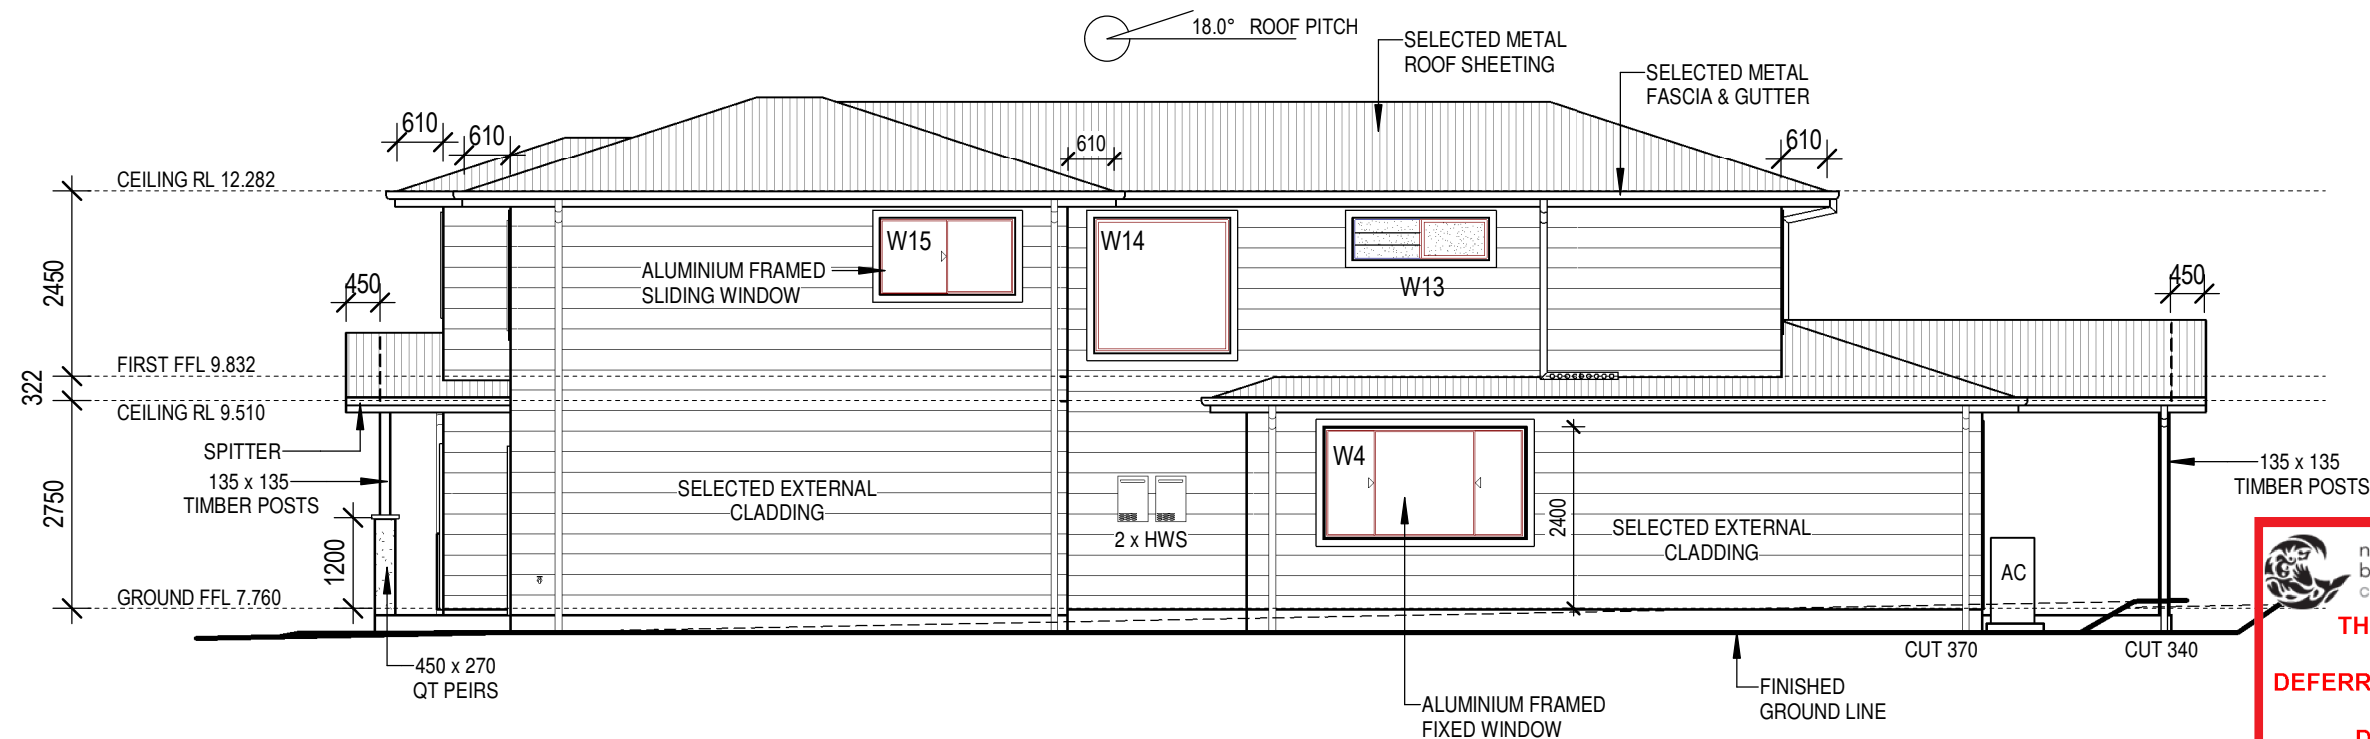 18.0° ROOF PITCH
SELECTED METAL
ROOF SHEETING
SELECTED METAL
FASCIA & GUTTER
610
610
610
610
CEILING RL 12.282
2450
W15
W14
W13
ALUMINIUM FRAMED
SLIDING WINDOW
450
450
FIRST FFL 9.832
322
CEILING RL 9.510
SPITTER
135 x 135
TIMBER POSTS
2750
1200
SELECTED EXTERNAL
CLADDING
2 x HWS
W4
2400
SELECTED EXTERNAL
CLADDING
135 x 135
TIMBER POSTS
AC
GROUND FFL 7.760
450 x 270
QT PEIRS
CUT 370
CUT 340
FINISHED
GROUND LINE
ALUMINIUM FRAMED
FIXED WINDOW
n
b
c
TH
DEFERR
D